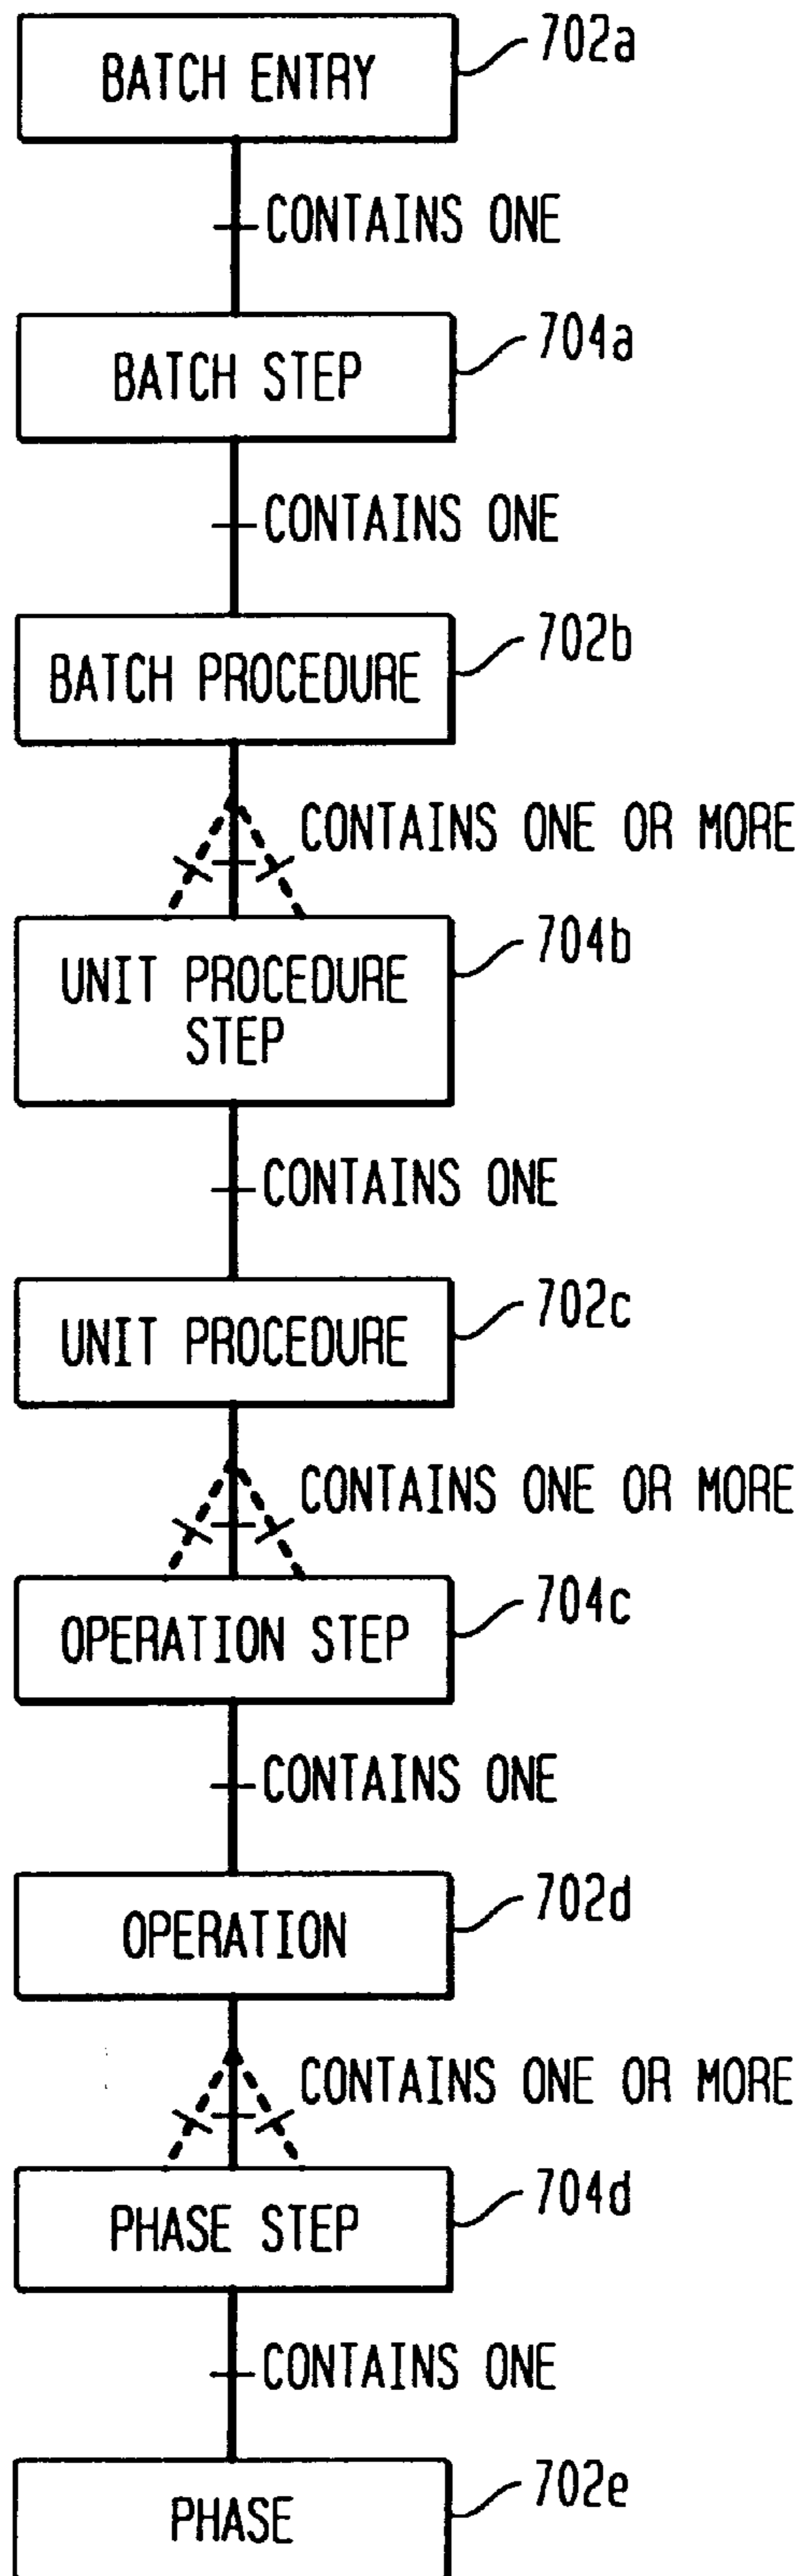 BATCH ENTRY
702a
CONTAINS ONE
BATCH STEP
704a
CONTAINS ONE
BATCH PROCEDURE
702b
CONTAINS ONE OR MORE
UNIT PROCEDURE
STEP
704b
CONTAINS ONE
UNIT PROCEDURE
702c
CONTAINS ONE OR MORE
OPERATION STEP
704c
CONTAINS ONE
OPERATION
702d
CONTAINS ONE OR MORE
PHASE STEP
704d
CONTAINS ONE
PHASE
702e